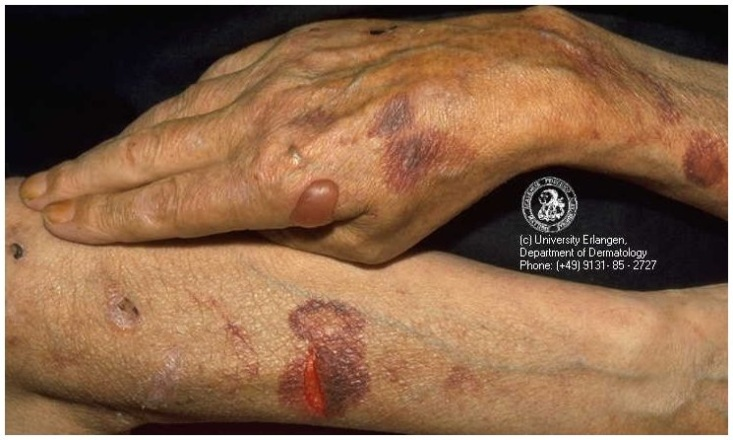 (c) University Erlangen,
Department of Dermatology
Phone: (+49) 9131- 85 - 2727